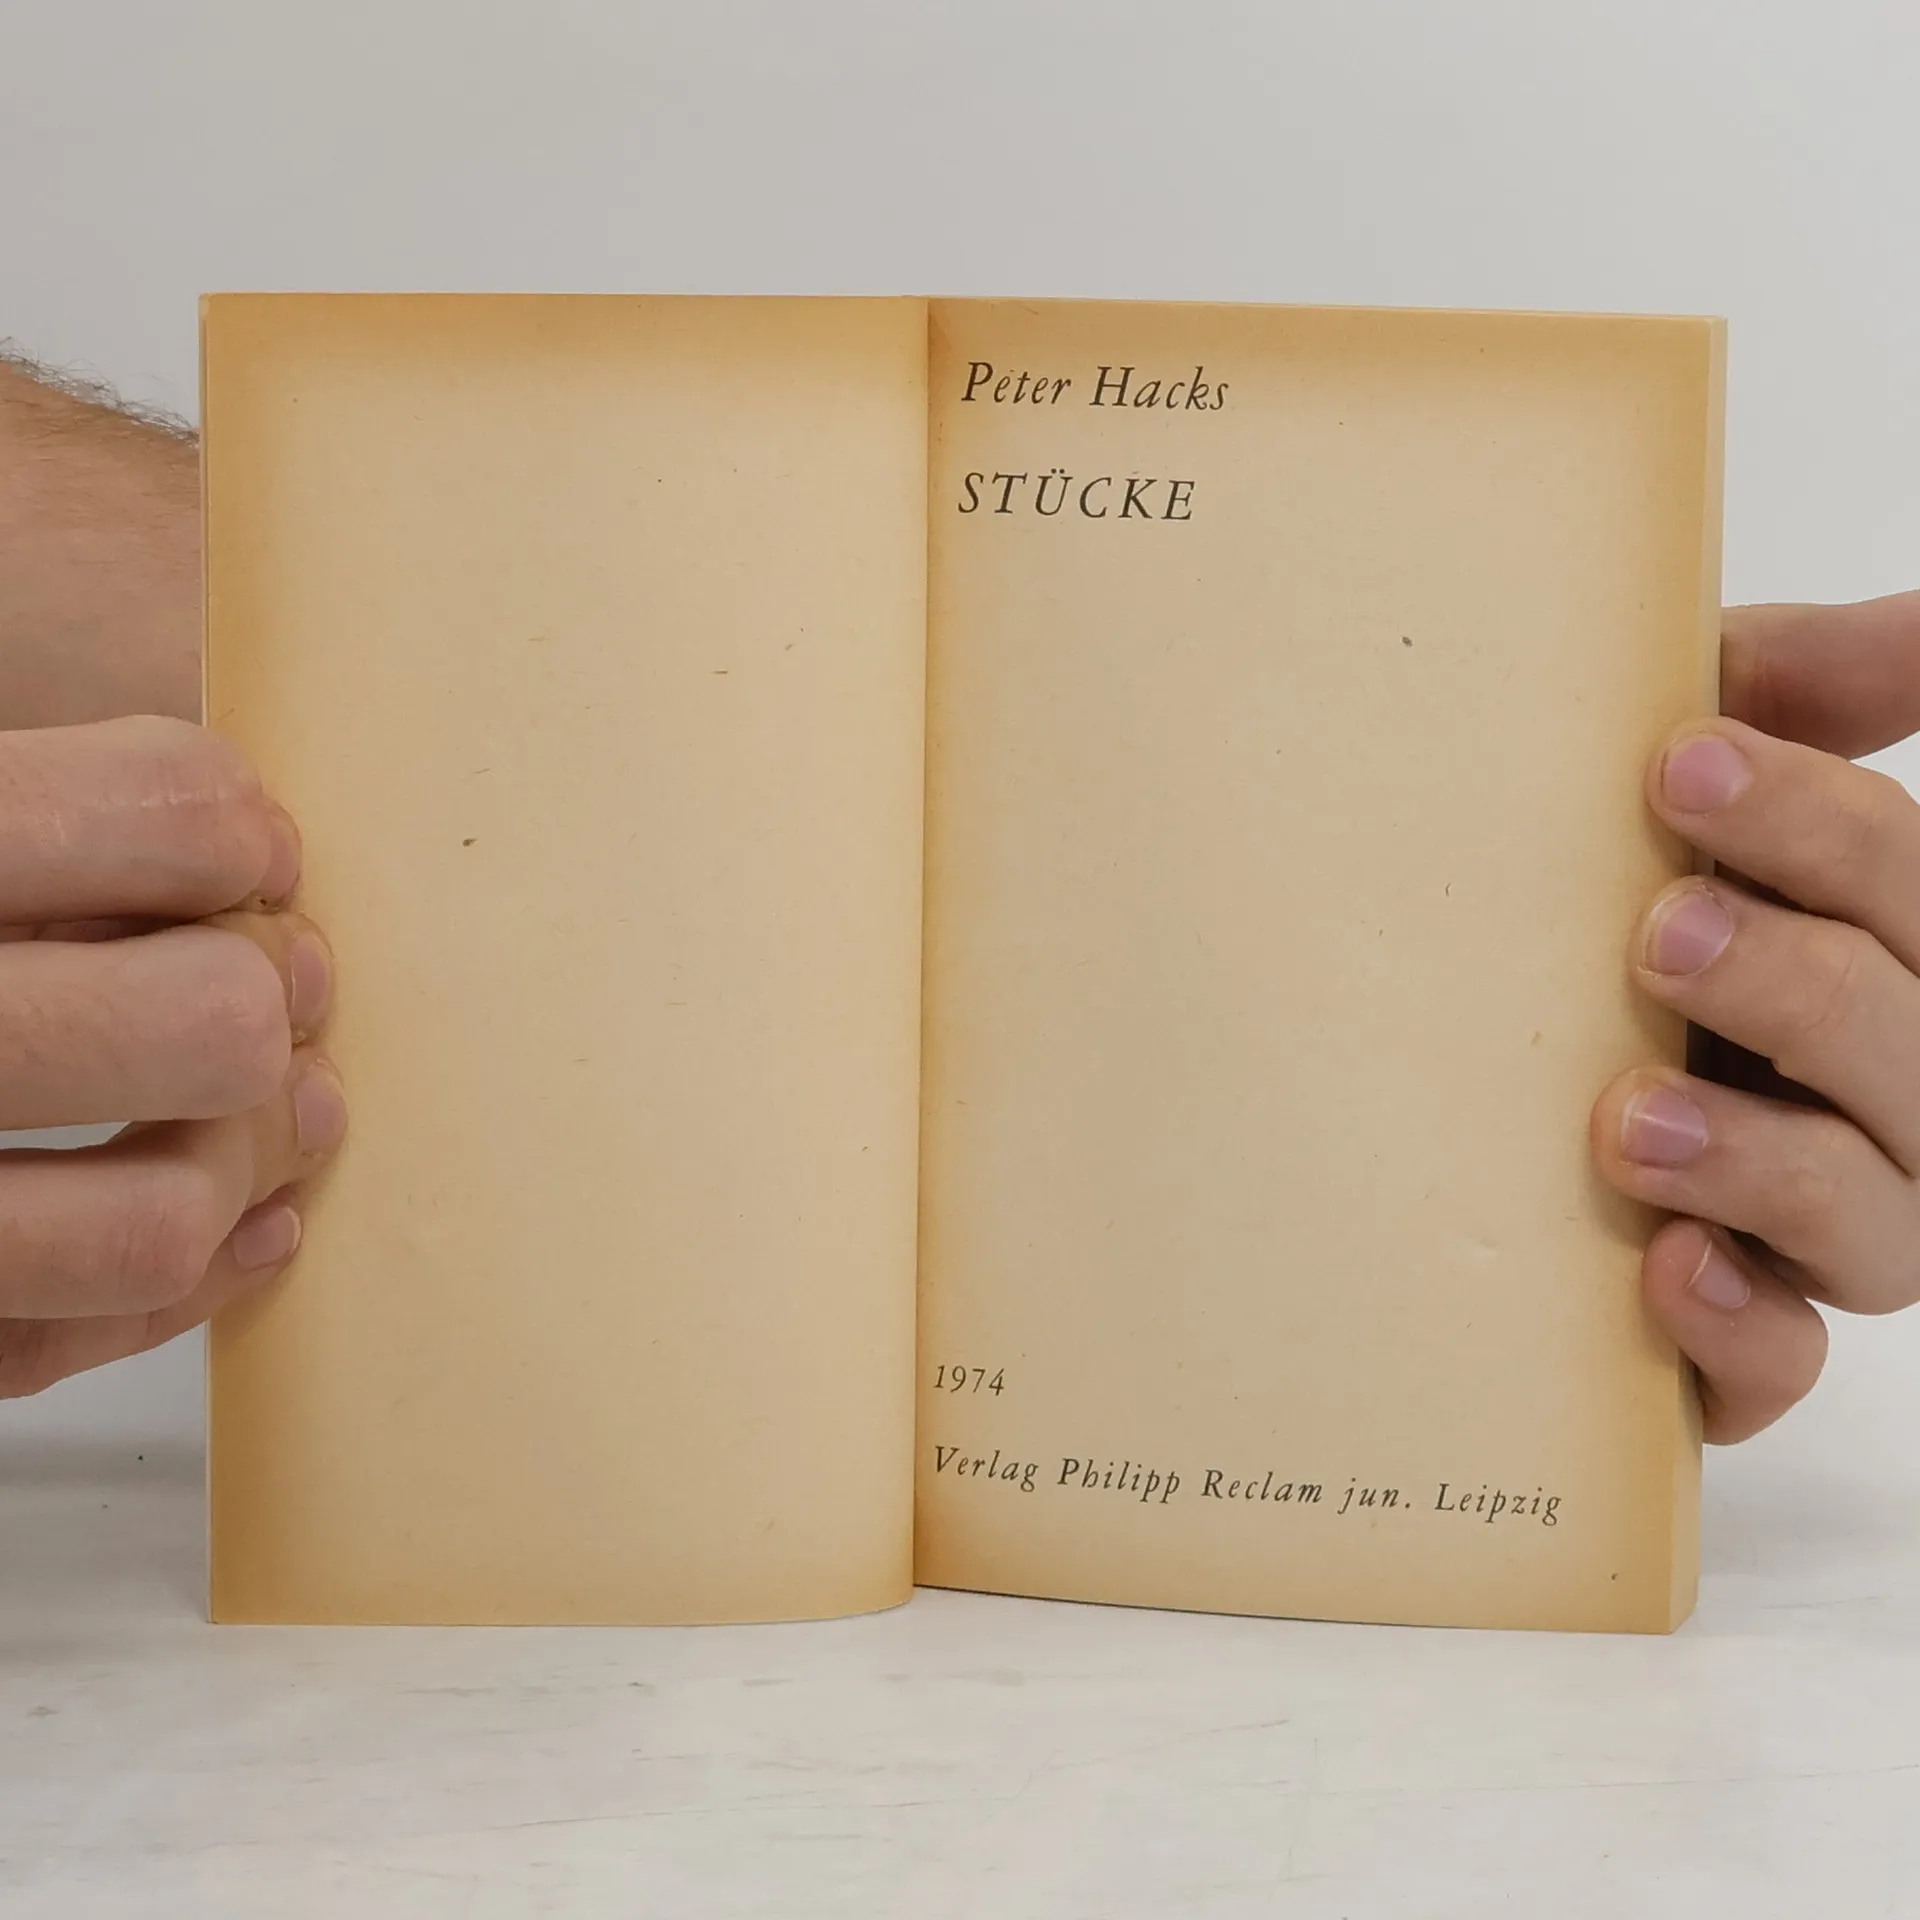 Peter Hacks
STÜCKE
1974
Verlag Philipp Reclam jun. Leipzig